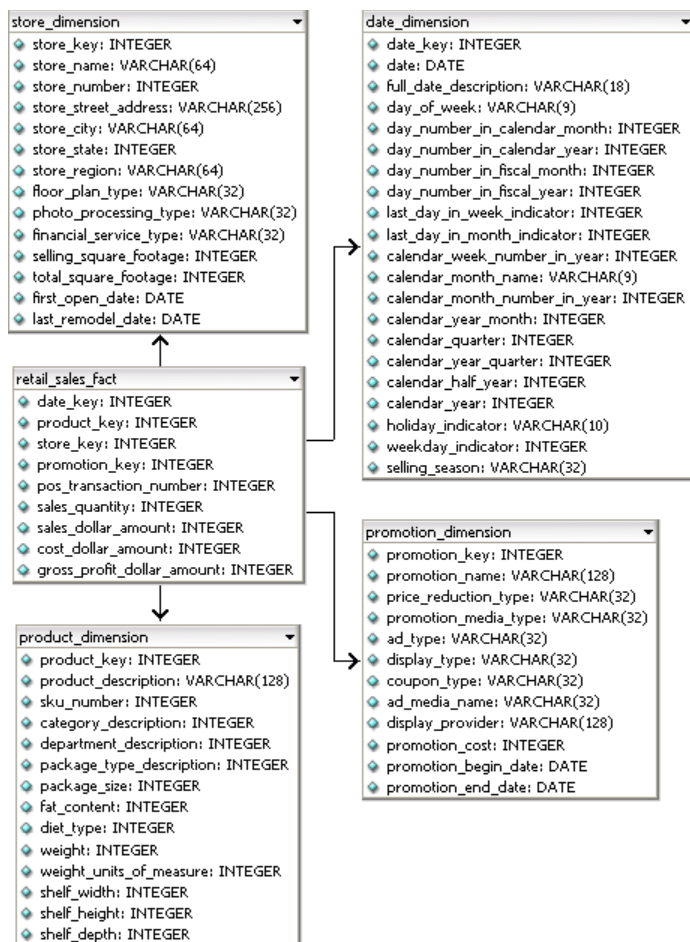 store_dimension
store_key: INTEGER
store_name: VARCHAR(64)
store_number: INTEGER
store_street_address: VARCHAR(256)
store_city: VARCHAR(64)
store_state: INTEGER
store_region: VARCHAR(64)
floor_plan_type: VARCHAR(32)
photo_processing_type: VARCHAR(32)
financial_service_type: VARCHAR(32)
selling_square_footage: INTEGER
total_square_footage: INTEGER
first_open_date: DATE
last_remodel_date: DATE
date_dimension
date_key: INTEGER
date: DATE
full_date_description: VARCHAR(18)
day_of_week: VARCHAR(9)
day_number_in_calendar_month: INTEGER
day_number_in_calendar_year: INTEGER
day_number_in_fiscal_month: INTEGER
day_number_in_fiscal_year: INTEGER
last_day_in_week_indicator: INTEGER
last_day_in_month_indicator: INTEGER
calendar_week_number_in_year: INTEGER
calendar_month_name: VARCHAR(9)
calendar_month_number_in_year: INTEGER
calendar_year_month: INTEGER
calendar_quarter: INTEGER
calendar_year_quarter: INTEGER
calendar_half_year: INTEGER
calendar_year: INTEGER
holiday_indicator: VARCHAR(10)
weekday_indicator: INTEGER
selling_season: VARCHAR(32)
retail_sales_fact
date_key: INTEGER
product_key: INTEGER
store_key: INTEGER
promotion_key: INTEGER
pos_transaction_number: INTEGER
sales_quantity: INTEGER
sales_dollar_amount: INTEGER
cost_dollar_amount: INTEGER
gross_profit_dollar_amount: INTEGER
promotion_dimension
promotion_key: INTEGER
promotion_name: VARCHAR(128)
price_reduction_type: VARCHAR(32)
promotion_media_type: VARCHAR(32)
ad_type: VARCHAR(32)
display_type: VARCHAR(32)
coupon_type: VARCHAR(32)
ad_media_name: VARCHAR(32)
display_provider: VARCHAR(128)
promotion_cost: INTEGER
promotion_begin_date: DATE
promotion_end_date: DATE
product_dimension
product_key: INTEGER
product_description: VARCHAR(128)
sku_number: INTEGER
category_description: INTEGER
department_description: INTEGER
package_type_description: INTEGER
package_size: INTEGER
fat_content: INTEGER
diet_type: INTEGER
weight: INTEGER
weight_units_of_measure: INTEGER
shelf_width: INTEGER
shelf_height: INTEGER
shelf_depth: INTEGER